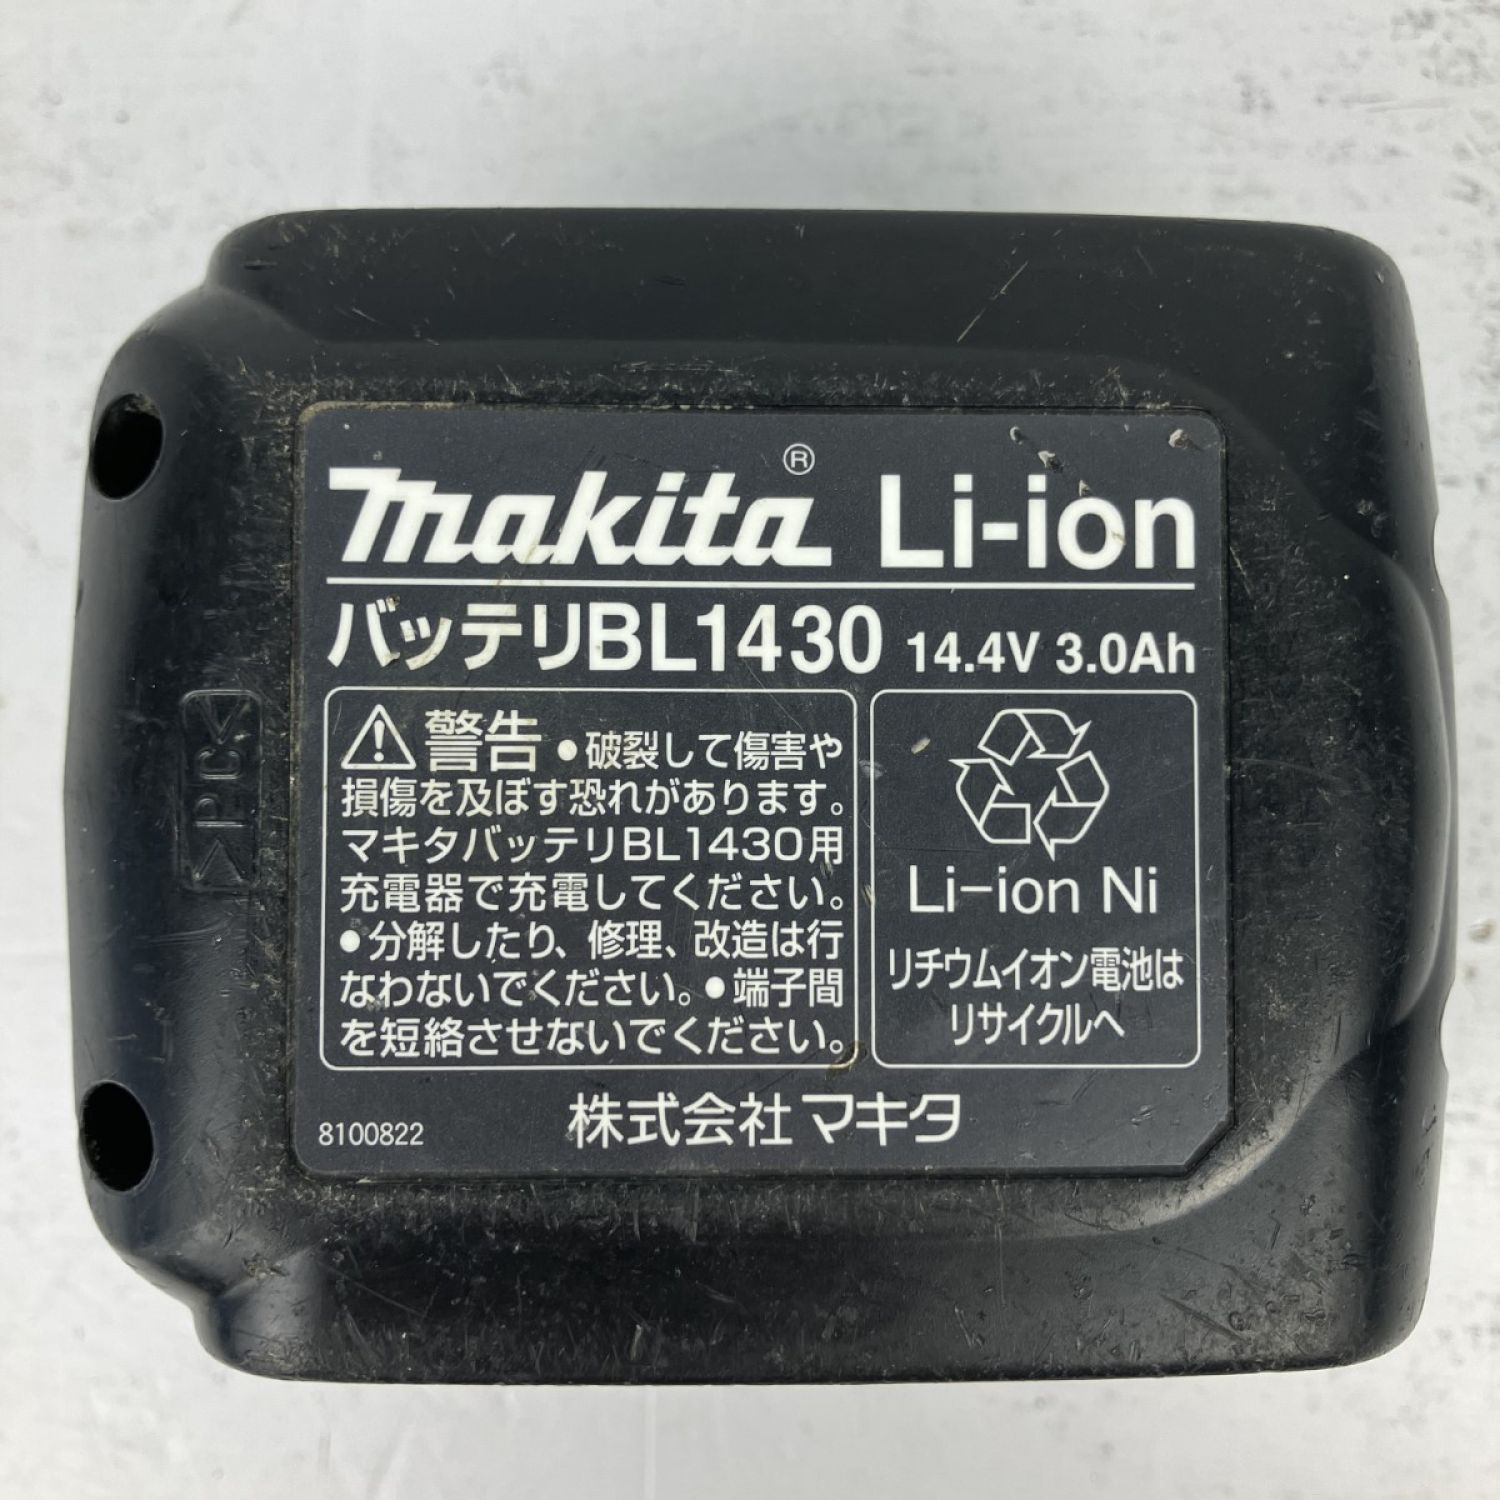 makita® Li-ion
バッテリBL1430 14.4V 3.0Ah
警告 ●破裂して傷害や
損傷を及ぼす恐れがあります。
マキタバッテリBL1430用
充電器で充電してください。
●分解したり、修理、改造は行
なわないでください。●端子間
を短絡させないでください。
Li-ion Ni
リチウムイオン電池は
リサイクルへ
8100822
株式会社マキタ
>PC<